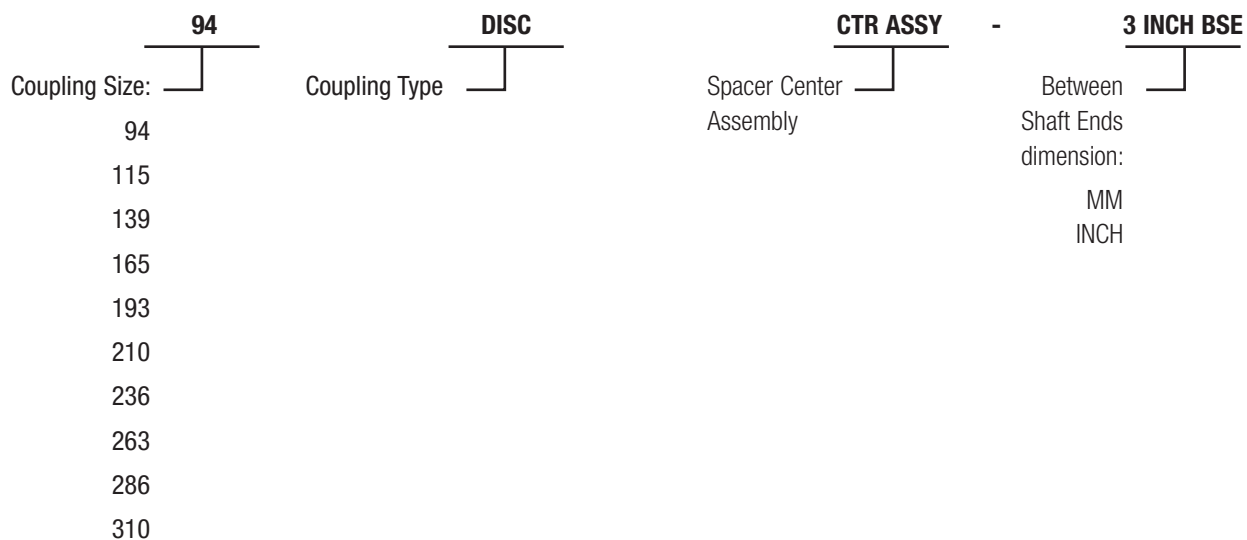 94 DISC CTR ASSY - 3 INCH BSE
Coupling Size:
94
115
139
165
193
210
236
263
286
310
Coupling Type
Spacer Center
Assembly
Between
Shaft Ends
dimension:
MM
INCH